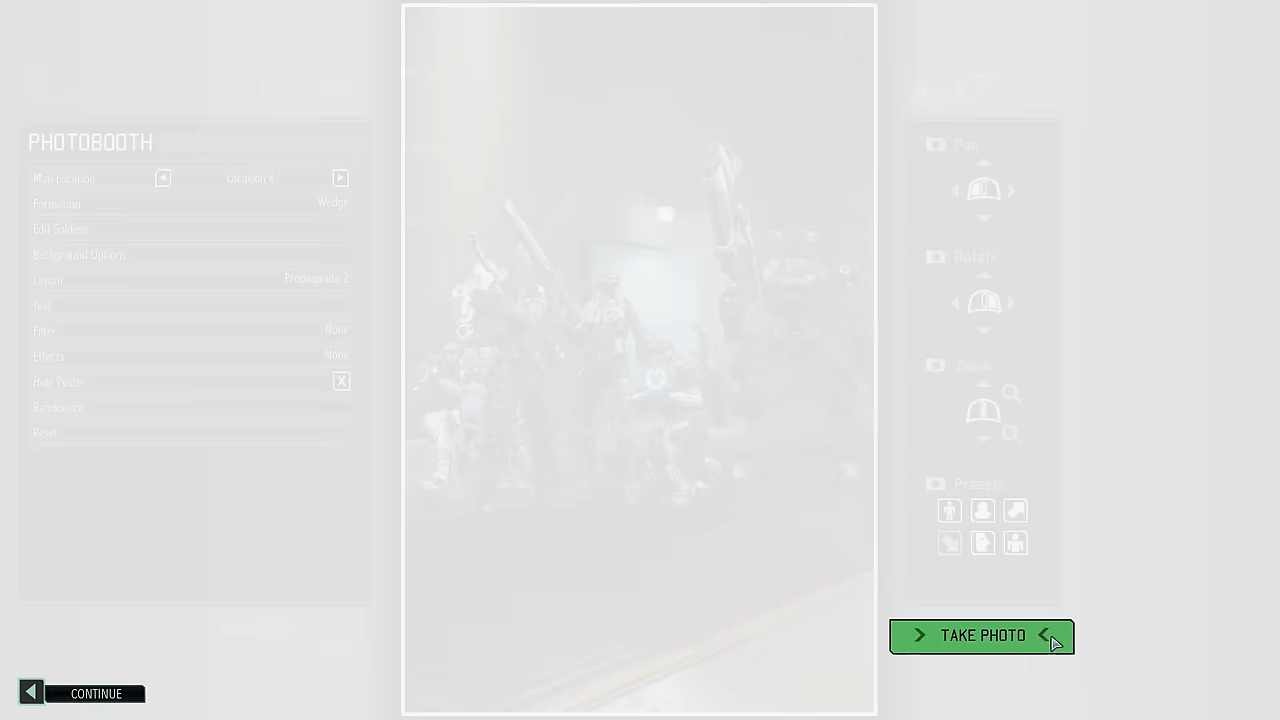 PHOTOBOOTH
Map Location Location 8
Formation Wedge
Edit Soldiers
Background Options
Layout Propaganda 2
Text
Filter None
Effects None
Hide Poster X
Randomize
Reset
Pan
Rotate
Zoom
Presets
TAKE PHOTO
CONTINUE